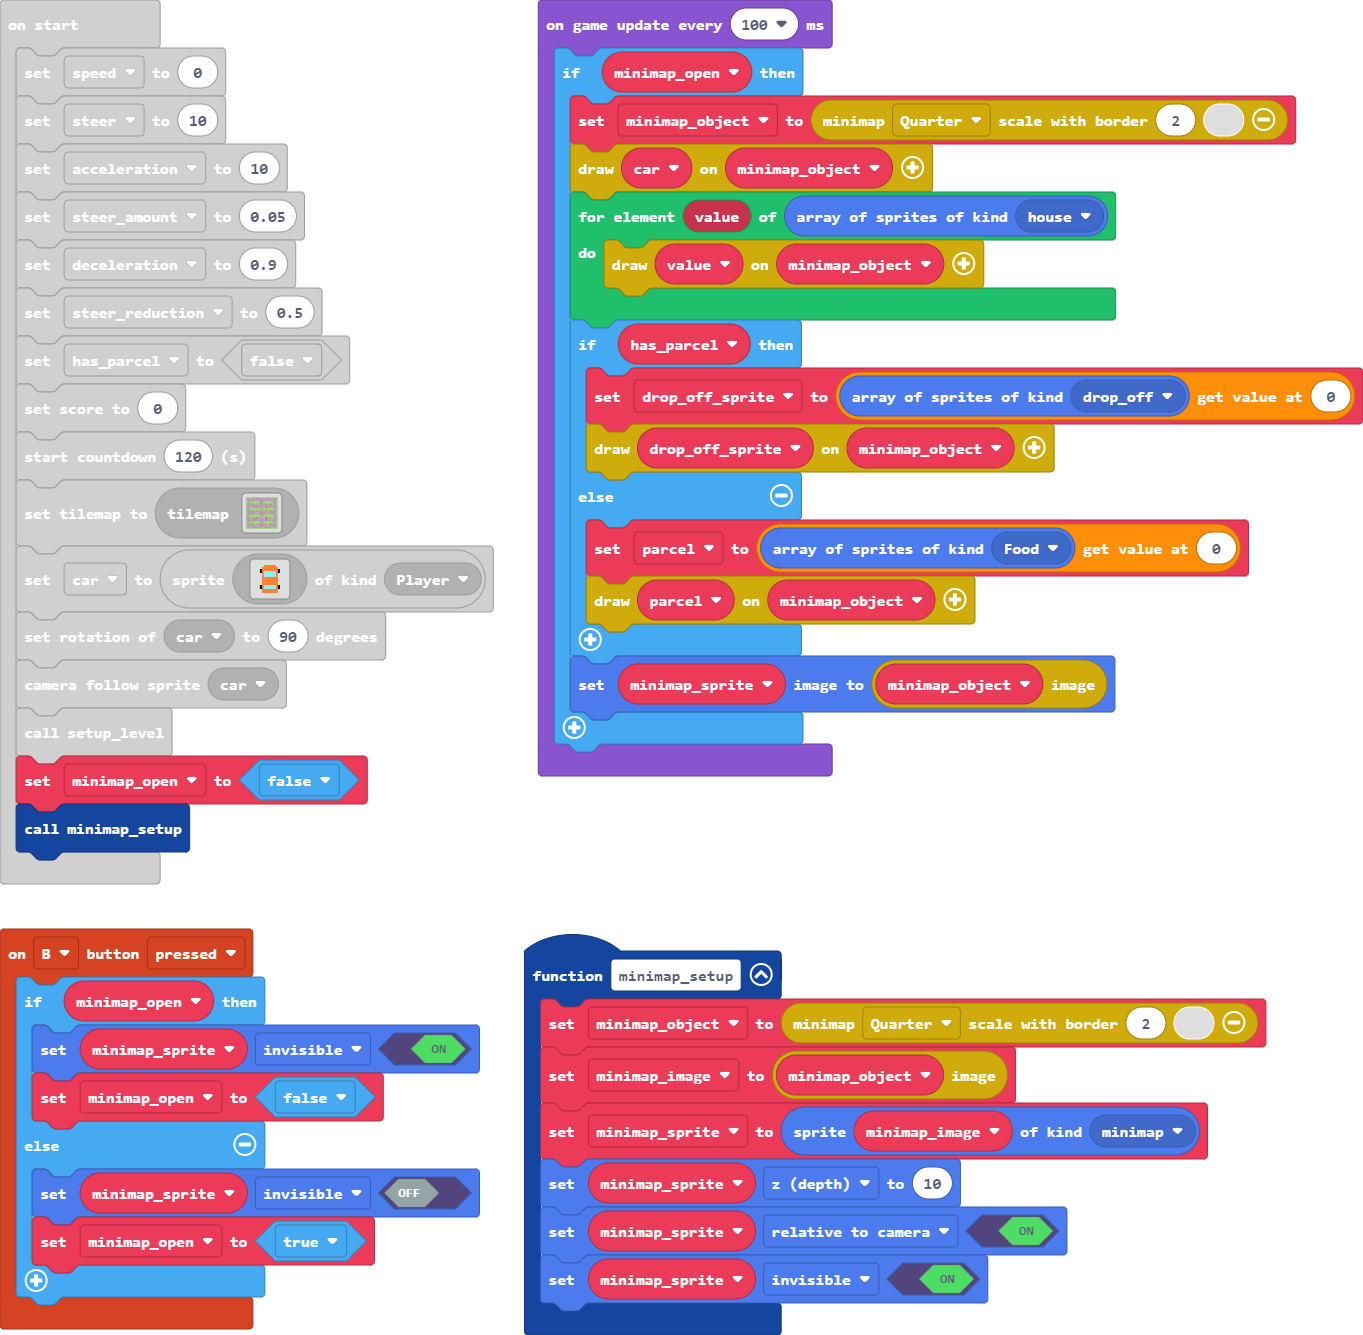 on start
set speed to 0
set steer to 10
set acceleration to 10
set steer_amount to 0.05
set deceleration to 0.9
set steer_reduction to 0.5
set has_parcel to false
set score to 0
start countdown 120 (s)
set tilemap to tilemap
set car to sprite of kind Player
set rotation of car to 90 degrees
camera follow sprite car
call setup_level
set minimap_open to false
call minimap_setup
on game update every 100 ms
if minimap_open then
set minimap_object to minimap Quarter scale with border 2
draw car on minimap_object
for element value of array of sprites of kind house
do draw value on minimap_object
if has_parcel then
set drop_off_sprite to array of sprites of kind drop_off get value at 0
draw drop_off_sprite on minimap_object
else
set parcel to array of sprites of kind Food get value at 0
draw parcel on minimap_object
set minimap_sprite image to minimap_object image
on B button pressed
if minimap_open then
set minimap_sprite invisible ON
set minimap_open to false
else
set minimap_sprite invisible OFF
set minimap_open to true
function minimap_setup
set minimap_object to minimap Quarter scale with border 2
set minimap_image to minimap_object image
set minimap_sprite to sprite minimap_image of kind minimap
set minimap_sprite z (depth) to 10
set minimap_sprite relative to camera ON
set minimap_sprite invisible ON